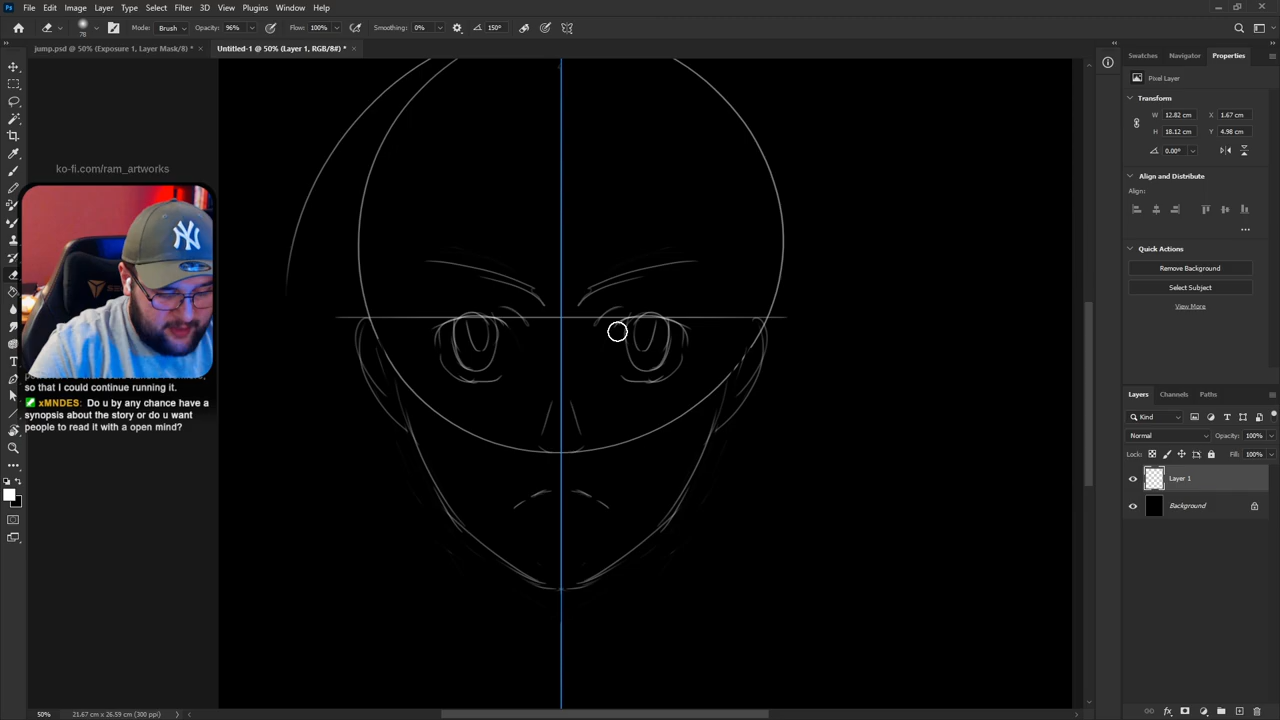 File Edit Image Layer Type Select Filter 3D View Plugins Window Help
78 Mode: Brush Opacity: 96% Flow: 100% Smoothing: 0% 150°
jump.psd @ 50% (Exposure 1, Layer Mask/8) * × Untitled-1 @ 50% (Layer 1, RGB/8#) * ×
Swatches Navigator Properties
Pixel Layer
Transform
W 12.82 cm X 1.67 cm
H 18.12 cm Y 4.98 cm
0.00°
Align and Distribute
Align:
Quick Actions
Remove Background
Select Subject
View More
ko-fi.com/ram_artworks
so that I could continue running it.
xMNDES: Do u by any chance have a
synopsis about the story or do u want
people to read it with a open mind?
Layers Channels Paths
Kind
Normal Opacity: 100%
Lock: Fill: 100%
Layer 1
Background
50% 21.67 cm x 26.59 cm (300 ppi)